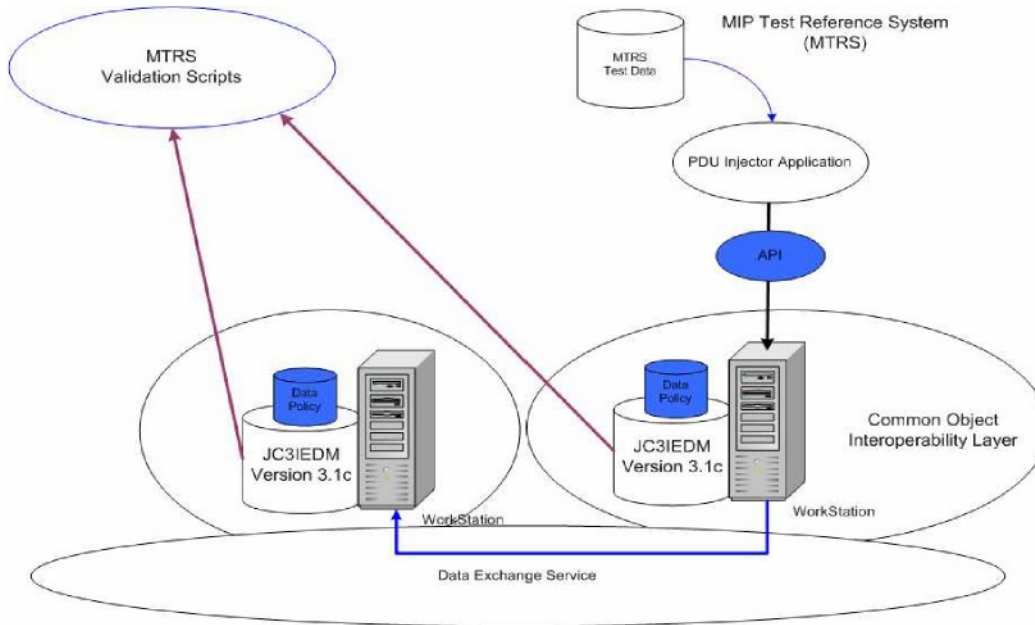 MTRS
Validation Scripts
MIP Test Reference System
(MTRS)
MTRS
Test Data
PDU Injector Application
API
Data
Policy
JC3IEDM
Version 3.1c
WorkStation
Data
Policy
JC3IEDM
Version 3.1c
WorkStation
Common Object
Interoperability Layer
Data Exchange Service